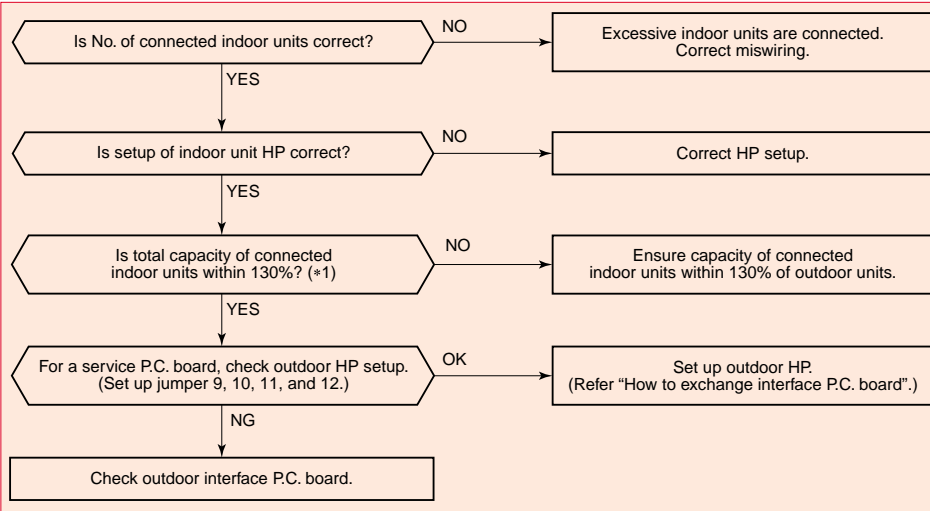 Is No. of connected indoor units correct?
NO
Excessive indoor units are connected.
Correct miswiring.
YES
Is setup of indoor unit HP correct?
NO
Correct HP setup.
YES
Is total capacity of connected
indoor units within 130%? (∗1)
NO
Ensure capacity of connected
indoor units within 130% of outdoor units.
YES
For a service P.C. board, check outdoor HP setup.
(Set up jumper 9, 10, 11, and 12.)
OK
Set up outdoor HP.
(Refer “How to exchange interface P.C. board”.)
NG
Check outdoor interface P.C. board.